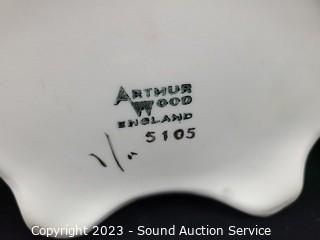 ARTHUR
WOOD
ENGLAND
5105
Copyright 2023 - Sound Auction Service